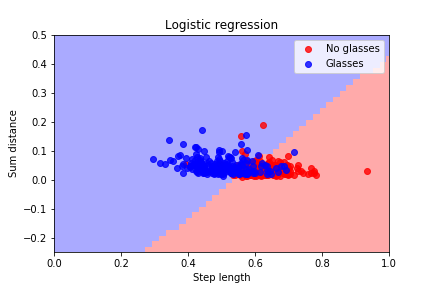 Logistic regression
No glasses
Glasses
Sum distance
0.5
0.4
0.3
0.2
0.1
0.0
−0.1
−0.2
0.0 0.2 0.4 0.6 0.8 1.0
Step length